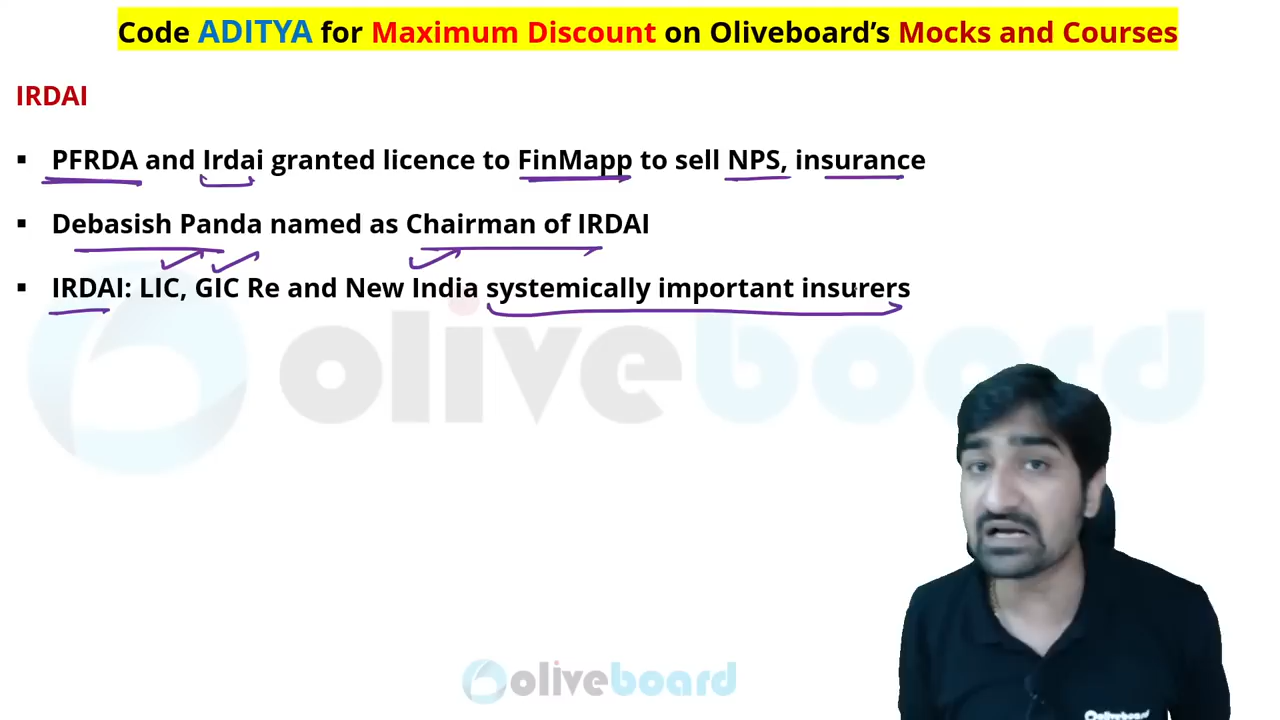 Code ADITYA for Maximum Discount on Oliveboard’s Mocks and Courses
IRDAI
▪ PFRDA and Irdai granted licence to FinMapp to sell NPS, insurance
▪ Debasish Panda named as Chairman of IRDAI
▪ IRDAI: LIC, GIC Re and New India systemically important insurers
oliveboard
oliveboard
oliveboard